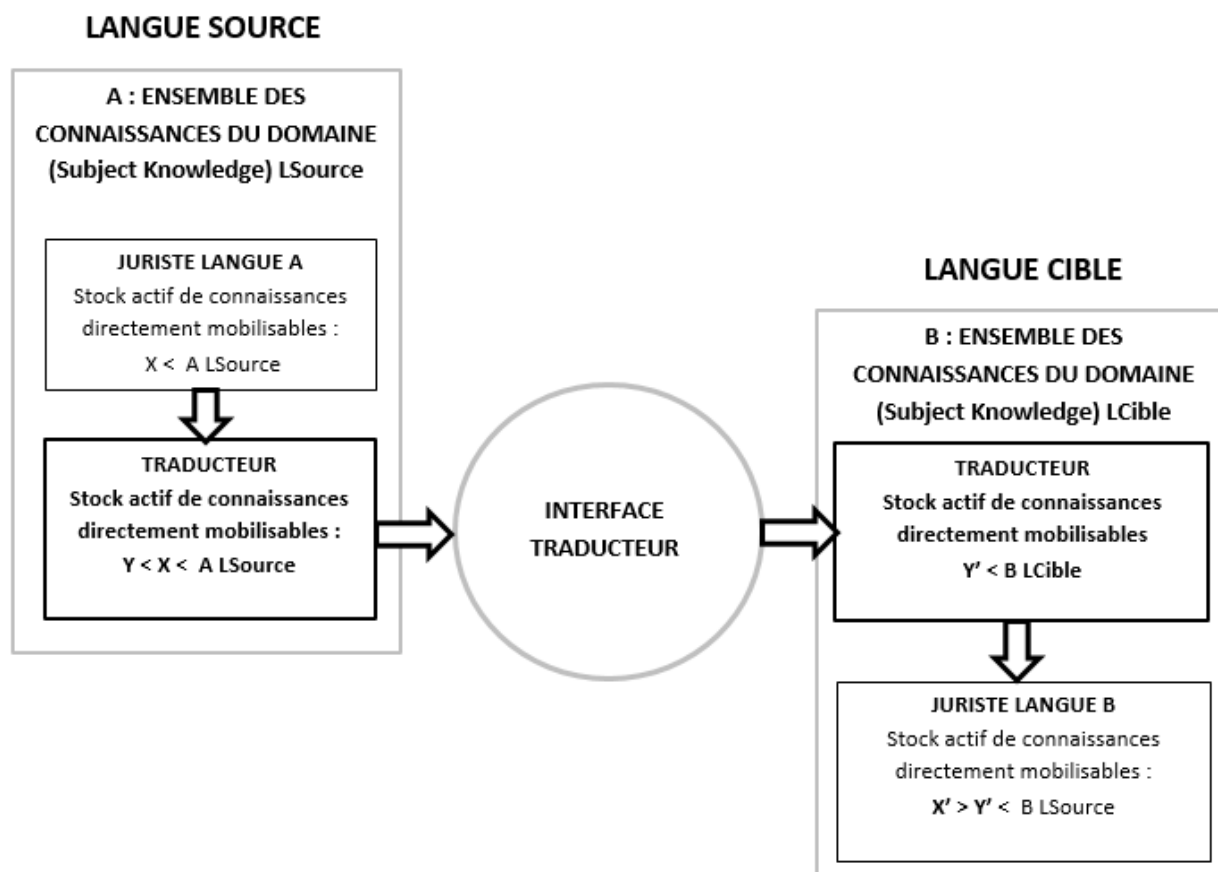 LANGUE SOURCE
A : ENSEMBLE DES
CONNAISSANCES DU DOMAINE
(Subject Knowledge) LSource
JURISTE LANGUE A
Stock actif de connaissances
directement mobilisables :
X < A LSource
TRADUCTEUR
Stock actif de connaissances
directement mobilisables :
Y < X < A LSource
INTERFACE
TRADUCTEUR
LANGUE CIBLE
B : ENSEMBLE DES
CONNAISSANCES DU DOMAINE
(Subject Knowledge) LCible
TRADUCTEUR
Stock actif de connaissances
directement mobilisables
Y’ < B LCible
JURISTE LANGUE B
Stock actif de connaissances
directement mobilisables :
X’ > Y’ < B LSource